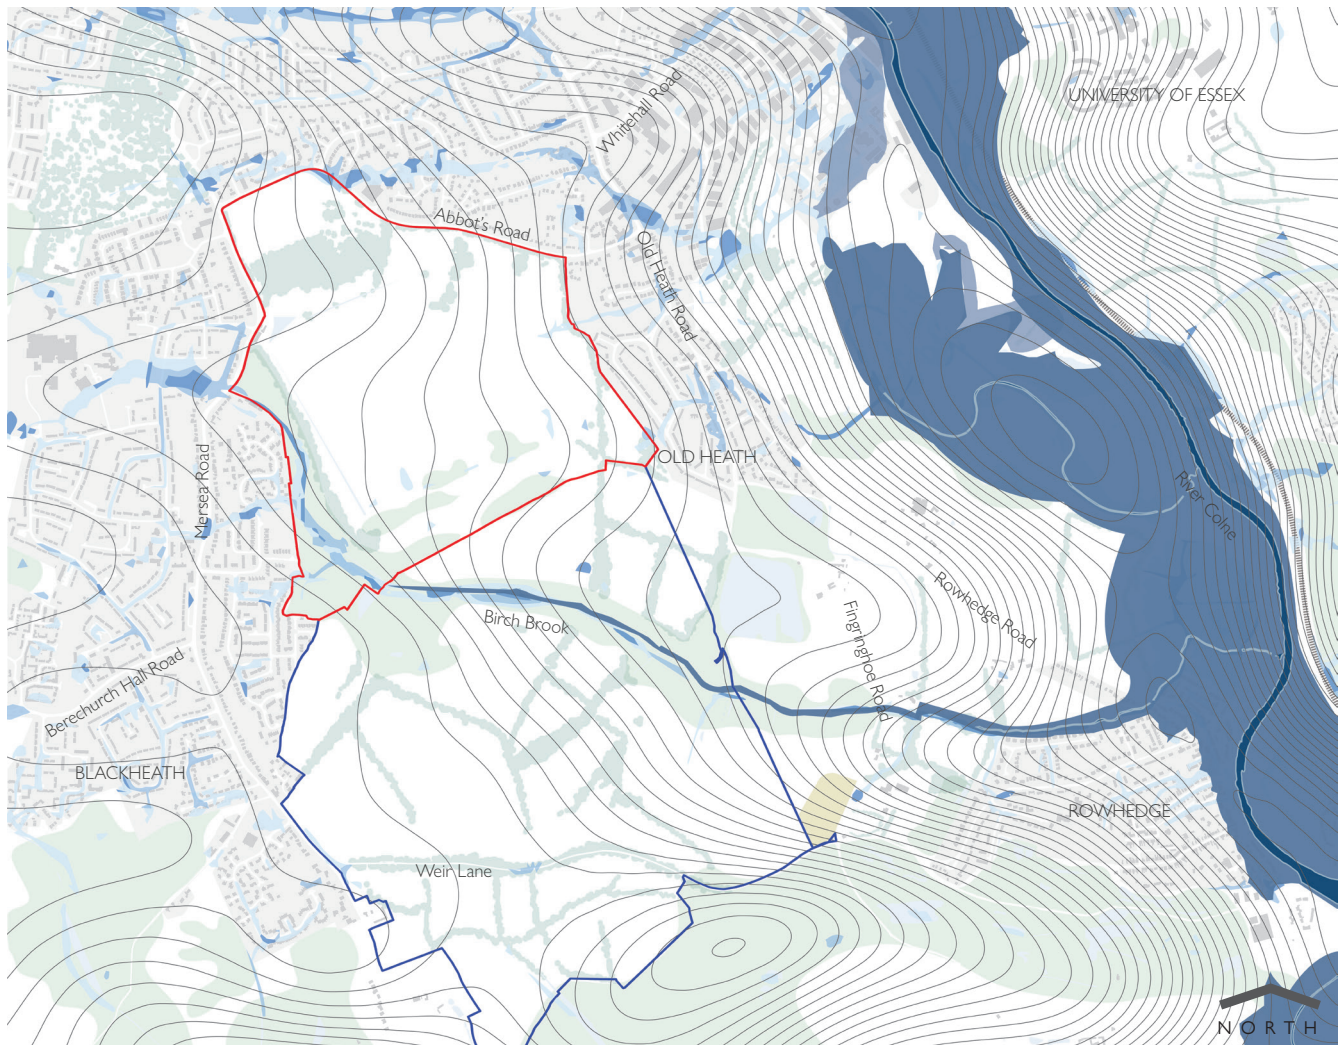 UNIVERSITY OF ESSEX
Whitehall Road
Abbot's Road
Old Heath Road
OLD HEATH
Mersea Road
River Colne
Birch Brook
Rowhedge Road
Fingringhoe Road
Berechurch Hall Road
BLACKHEATH
ROWHEDGE
Weir Lane
NORTH